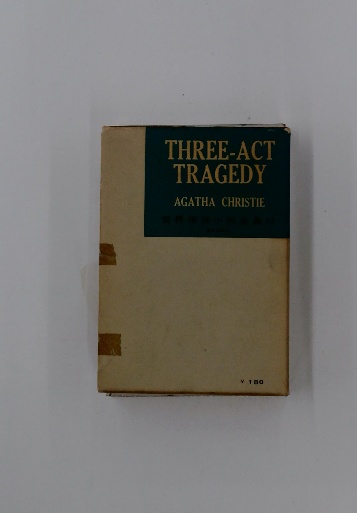 THREE-ACT
TRAGEDY
AGATHA CHRISTIE
¥ 180